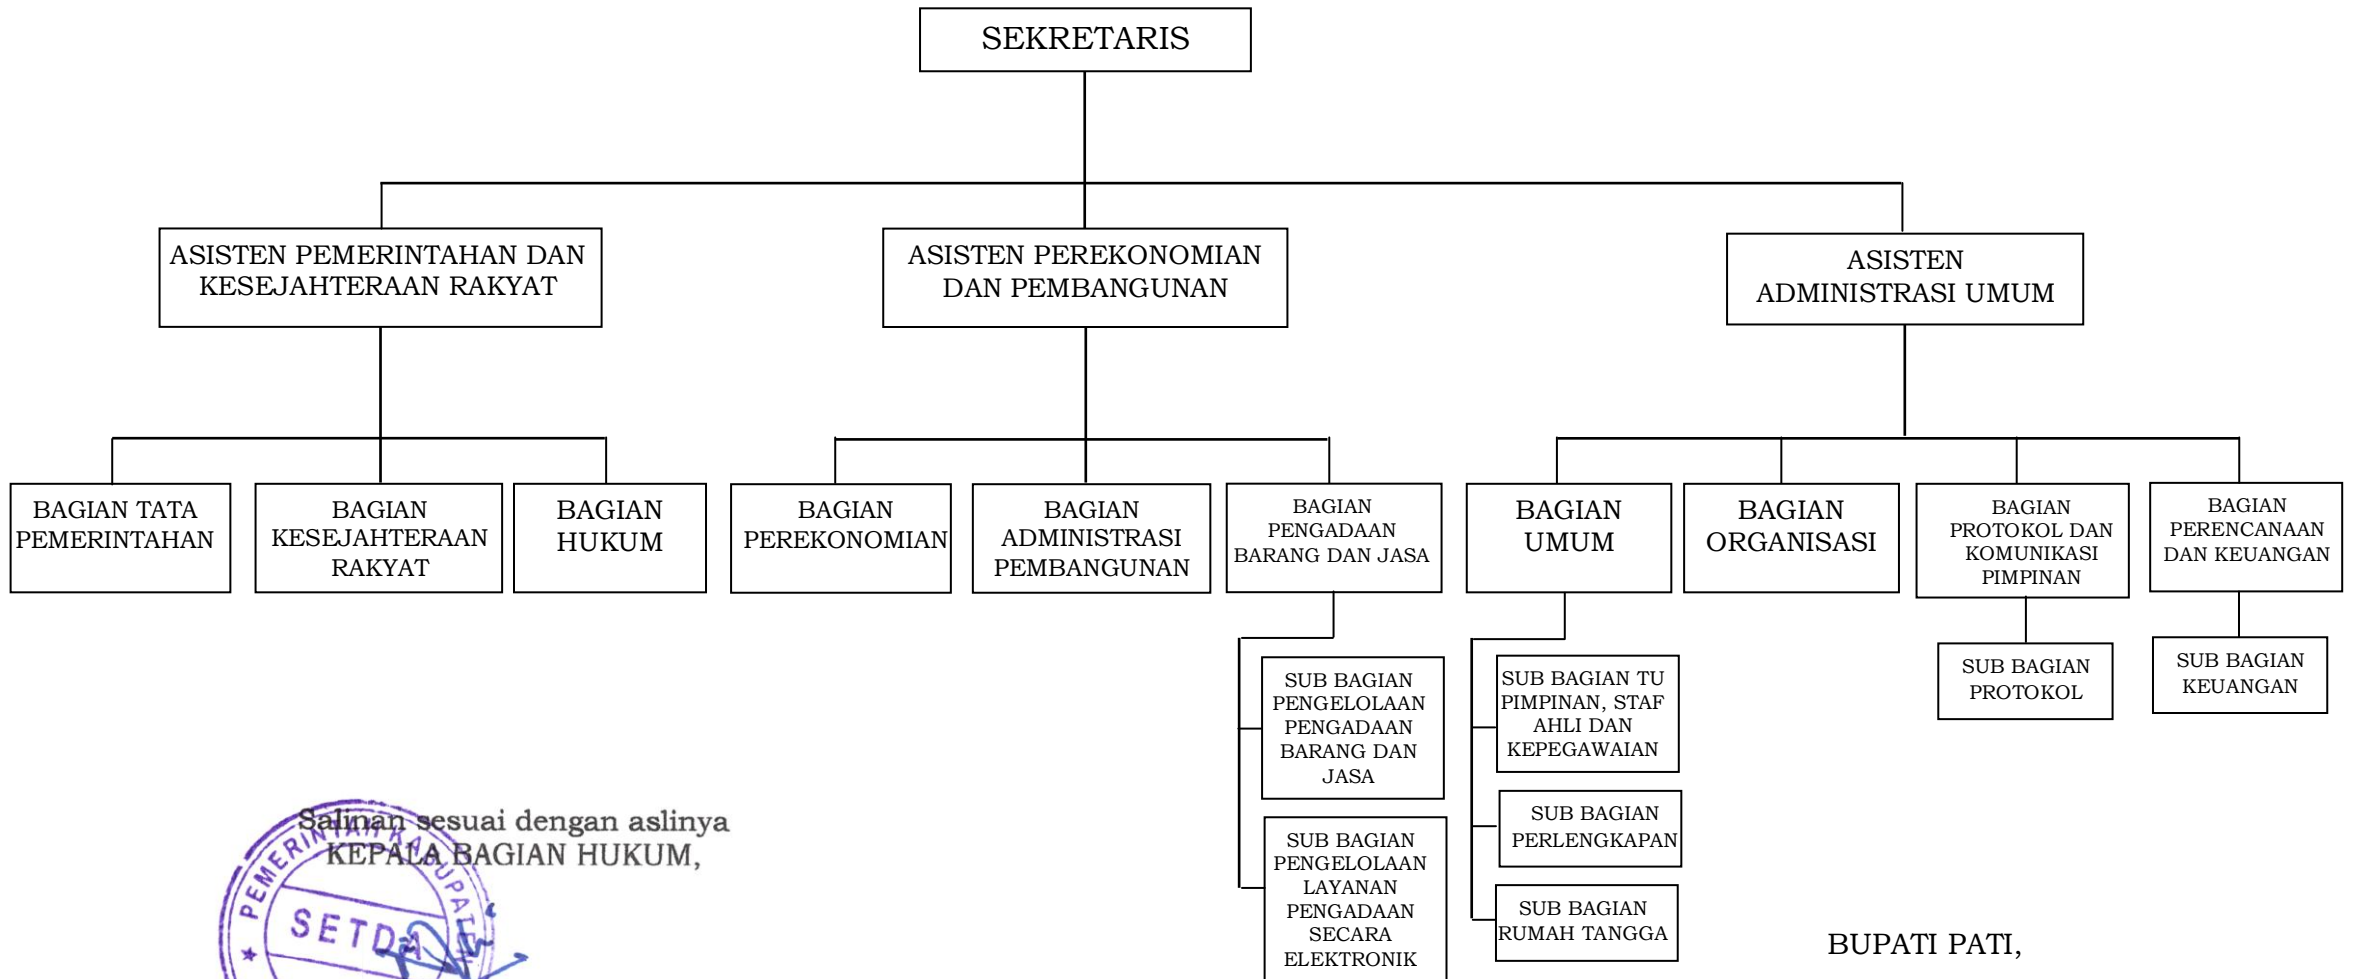 SEKRETARIS
ASISTEN PEMERINTAHAN DAN
KESEJAHTERAAN RAKYAT
ASISTEN PEREKONOMIAN
DAN PEMBANGUNAN
ASISTEN
ADMINISTRASI UMUM
BAGIAN TATA
PEMERINTAHAN
BAGIAN
KESEJAHTERAAN
RAKYAT
BAGIAN
HUKUM
BAGIAN
PEREKONOMIAN
BAGIAN
ADMINISTRASI
PEMBANGUNAN
BAGIAN
PENGADAAN
BARANG DAN JASA
BAGIAN
UMUM
BAGIAN
ORGANISASI
BAGIAN
PROTOKOL DAN
KOMUNIKASI
PIMPINAN
BAGIAN
PERENCANAAN
DAN KEUANGAN
SUB BAGIAN
PENGELOLAAN
PENGADAAN
BARANG DAN
JASA
SUB BAGIAN
PENGELOLAAN
LAYANAN
PENGADAAN
SECARA
ELEKTRONIK
SUB BAGIAN TU
PIMPINAN, STAF
AHLI DAN
KEPEGAWAIAN
SUB BAGIAN
PERLENGKAPAN
SUB BAGIAN
RUMAH TANGGA
SUB BAGIAN
PROTOKOL
SUB BAGIAN
KEUANGAN
Salinan sesuai dengan aslinya
KEPALA BAGIAN HUKUM,
PEMERINTAH KABUPATEN
SETDA
BUPATI PATI,